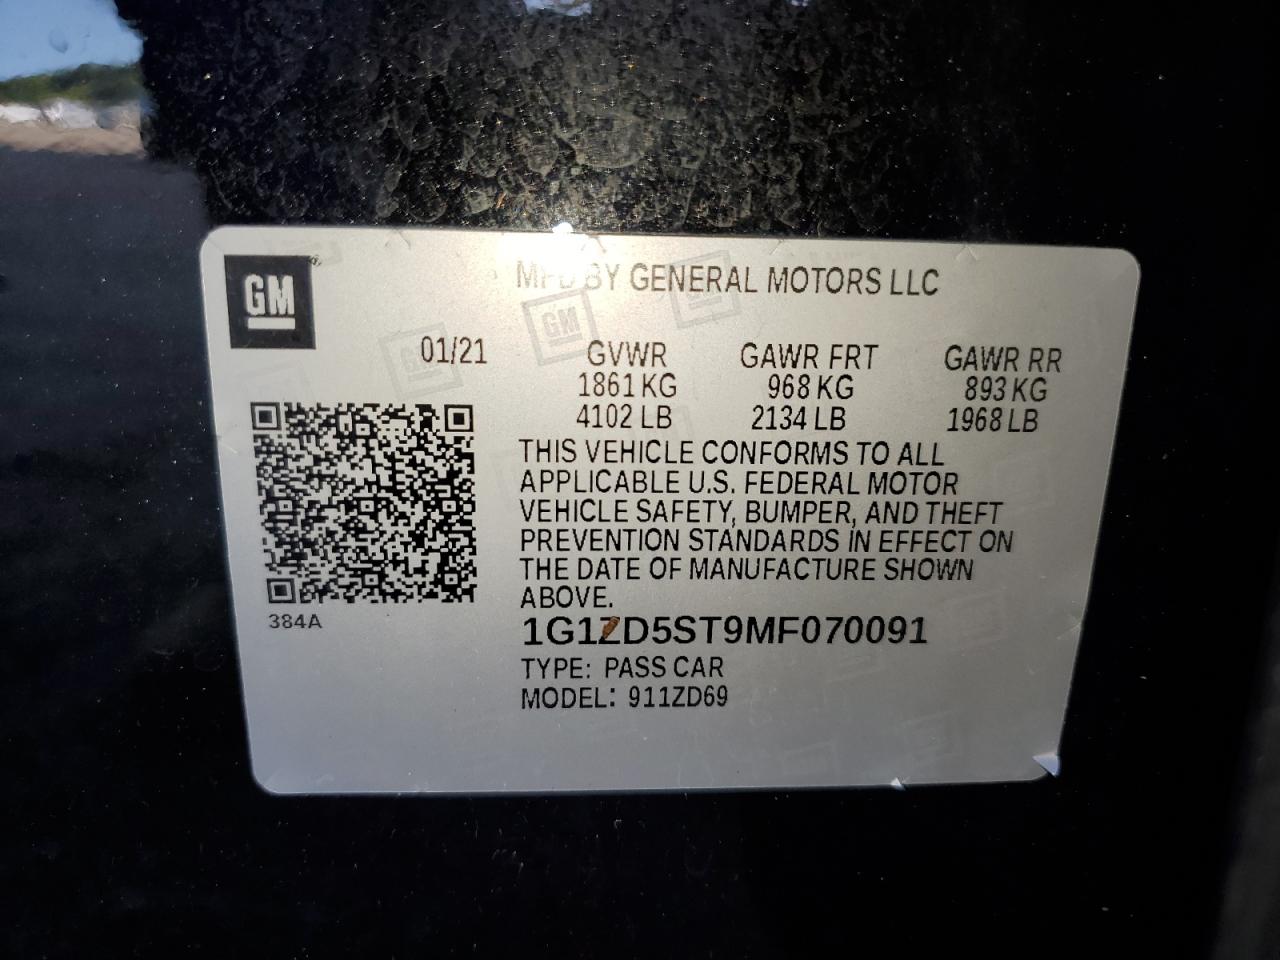 GM
MFD BY GENERAL MOTORS LLC
01/21
GVWR GAWR FRT GAWR RR
1861 KG 968 KG 893 KG
4102 LB 2134 LB 1968 LB
THIS VEHICLE CONFORMS TO ALL
APPLICABLE U.S. FEDERAL MOTOR
VEHICLE SAFETY, BUMPER, AND THEFT
PREVENTION STANDARDS IN EFFECT ON
THE DATE OF MANUFACTURE SHOWN
ABOVE.
384A
1G1ZD5ST9MF070091
TYPE: PASS CAR
MODEL: 911ZD69